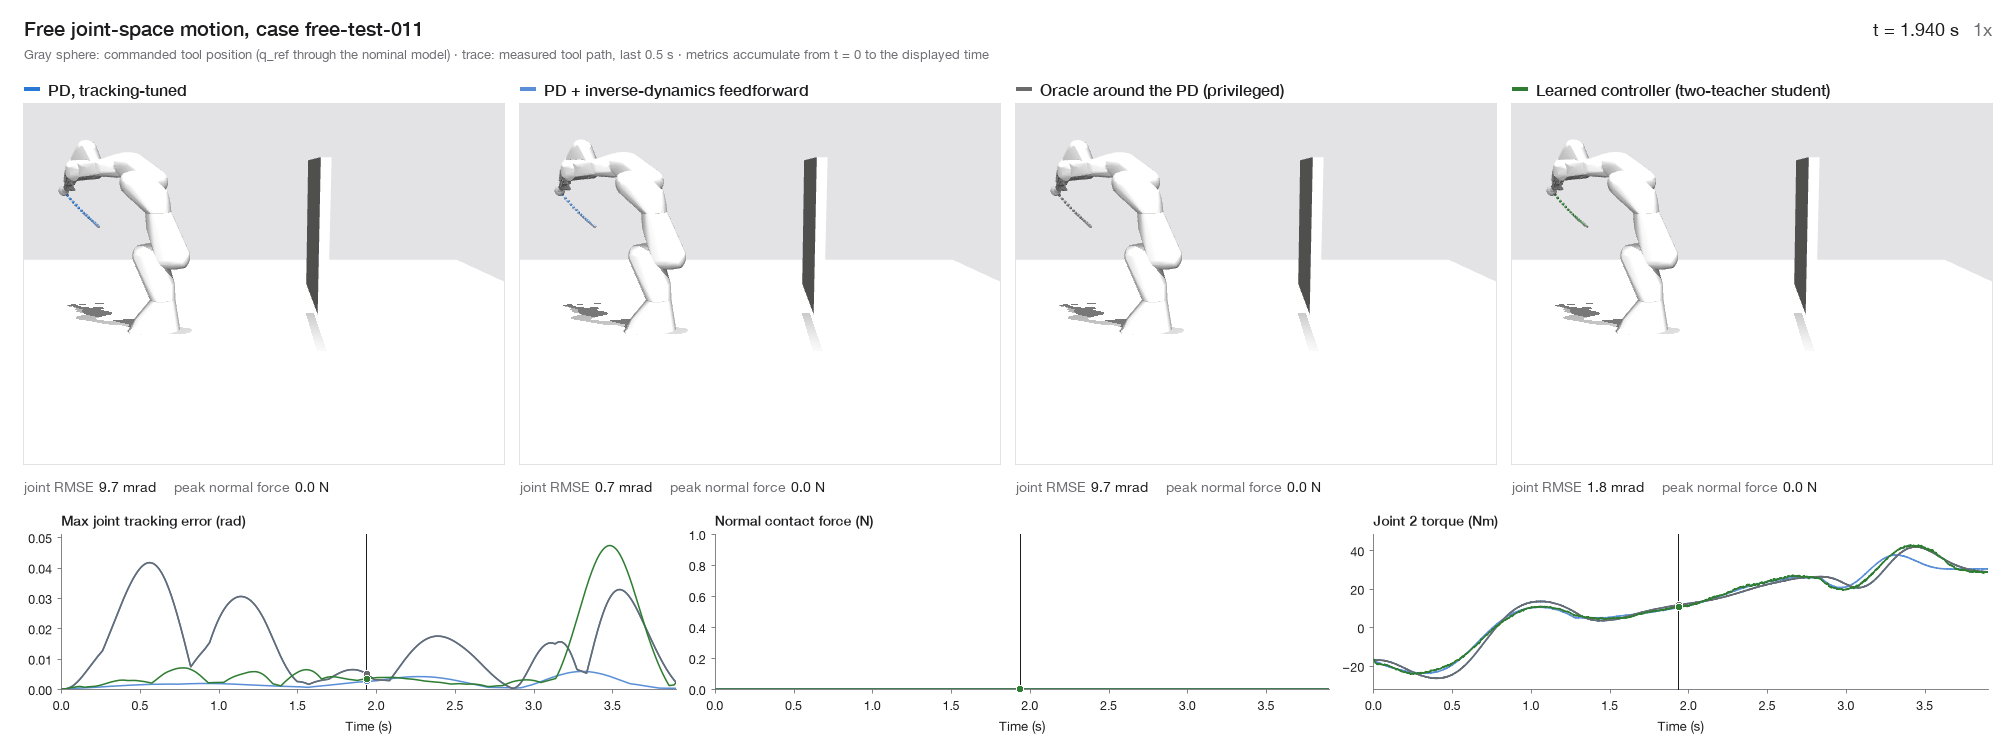 Free joint-space motion, case free-test-011
t = 1.940 s 1x
Gray sphere: commanded tool position (q_ref through the nominal model) · trace: measured tool path, last 0.5 s · metrics accumulate from t = 0 to the displayed time
PD, tracking-tuned
PD + inverse-dynamics feedforward
Oracle around the PD (privileged)
Learned controller (two-teacher student)
joint RMSE 9.7 mrad peak normal force 0.0 N
joint RMSE 0.7 mrad peak normal force 0.0 N
joint RMSE 9.7 mrad peak normal force 0.0 N
joint RMSE 1.8 mrad peak normal force 0.0 N
Max joint tracking error (rad)
0.05
0.04
0.03
0.02
0.01
0.00
0.0 0.5 1.0 1.5 2.0 2.5 3.0 3.5
Time (s)
Normal contact force (N)
1.0
0.8
0.6
0.4
0.2
0.0
0.0 0.5 1.0 1.5 2.0 2.5 3.0 3.5
Time (s)
Joint 2 torque (Nm)
40
20
0
−20
0.0 0.5 1.0 1.5 2.0 2.5 3.0 3.5
Time (s)